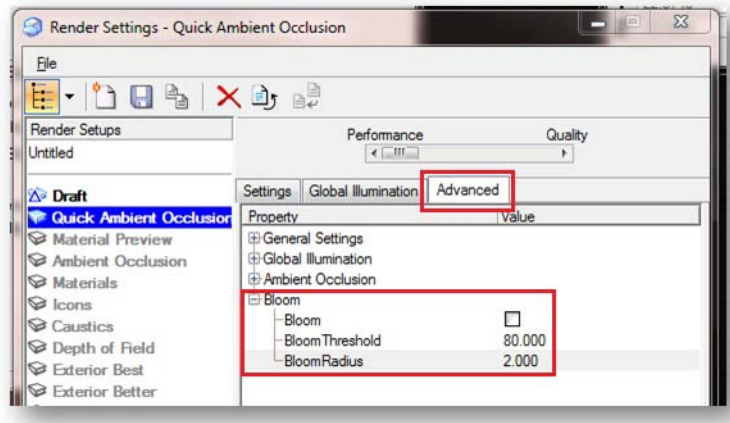 Render Settings - Quick Ambient Occlusion
File
Render Setups
Untitled
Draft
Quick Ambient Occlusion
Material Preview
Ambient Occlusion
Materials
Icons
Caustics
Depth of Field
Exterior Best
Exterior Better
Performance Quality
Settings Global Illumination Advanced
Property Value
General Settings
Global Illumination
Ambient Occlusion
Bloom
Bloom
BloomThreshold 80.000
BloomRadius 2.000